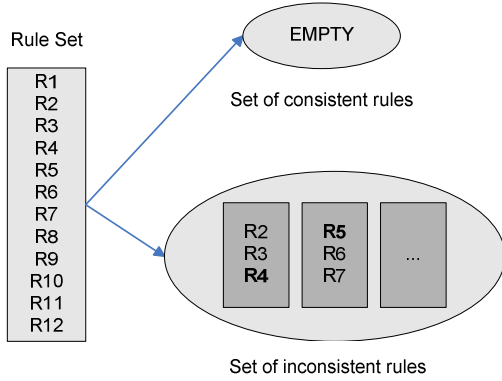 Rule Set
R1
R2
R3
R4
R5
R6
R7
R8
R9
R10
R11
R12
EMPTY
Set of consistent rules
R2
R3
R4
R5
R6
R7
...
Set of inconsistent rules